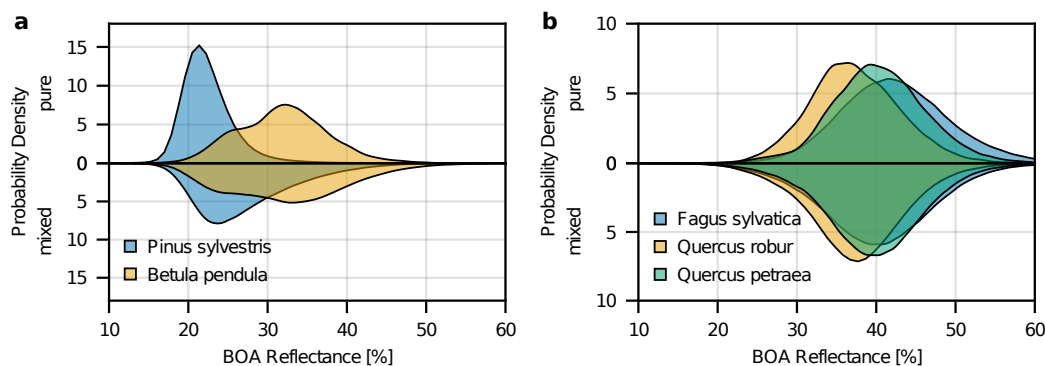 a
Probability Density
mixed
pure
15
10
5
0
5
10
15
Pinus sylvestris
Betula pendula
10 20 30 40 50 60
BOA Reflectance [%]
b
Probability Density
mixed
pure
10
5
0
5
10
Fagus sylvatica
Quercus robur
Quercus petraea
10 20 30 40 50 60
BOA Reflectance [%]